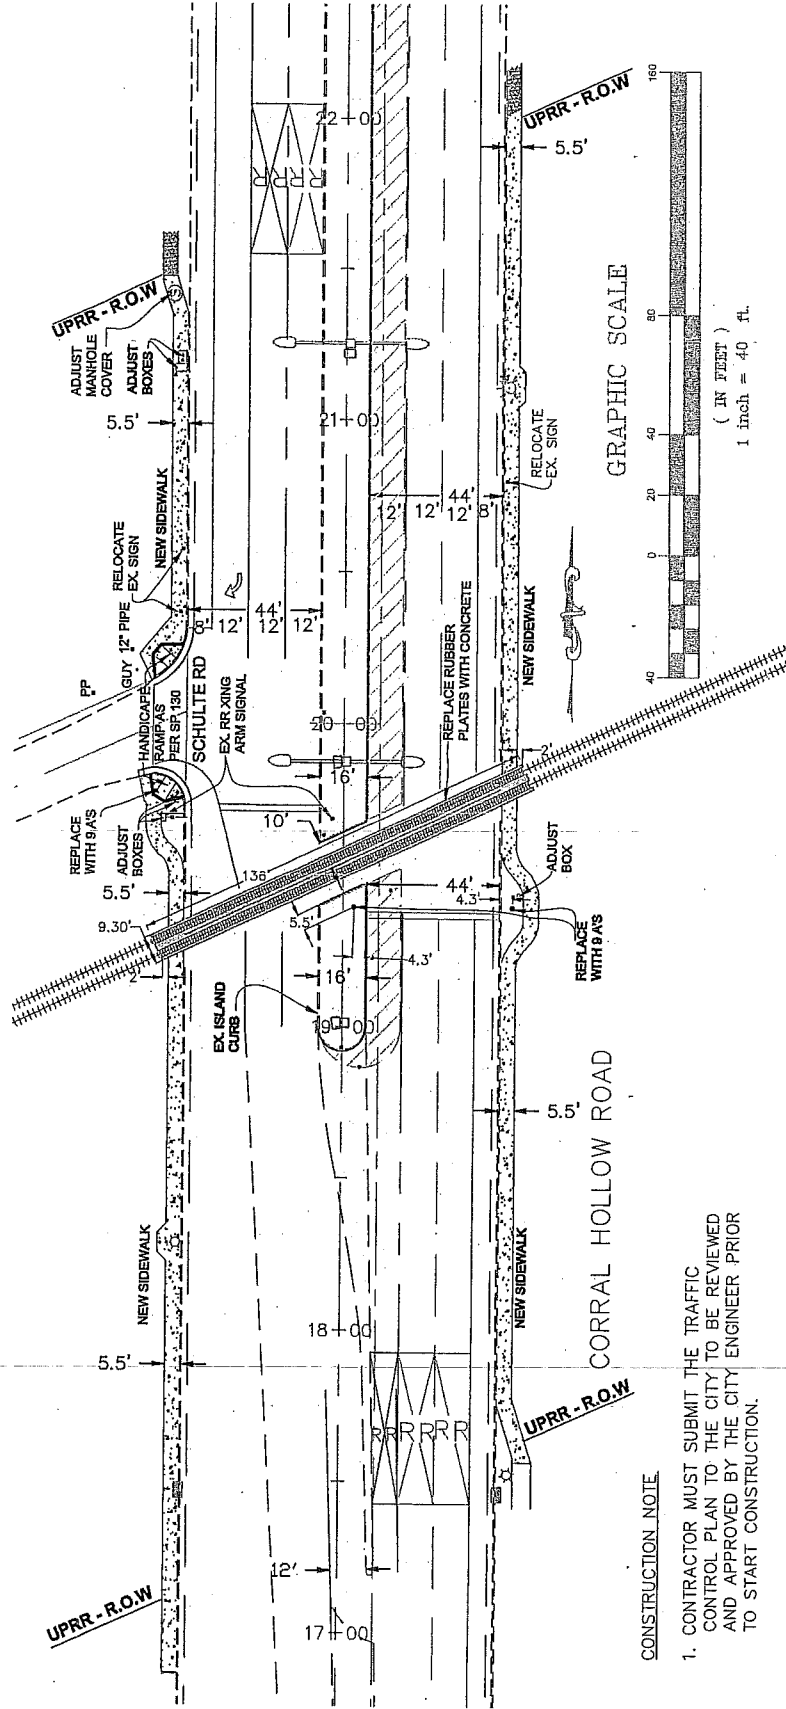 UPRR - R.O.W
22+00
R
R
R
R
5.5'
UPRR - R.O.W
ADJUST
MANHOLE
COVER
ADJUST
BOXES
5.5'
21+00
RELOCATE
EX. SIGN
NEW SIDEWALK
RELOCATE
EX. SIGN
44'
12' 12' 12' 8'
GUY 12" PIPE
PP
44'
8' 12' 12' 12'
REPLACE RUBBER
PLATES WITH CONCRETE
NEW SIDEWALK
HANDICAPE
RAMP AS
PER SP 130
SCHULTE RD
EX. RR XING
ARM SIGNAL
20+00
16'
2'
REPLACE
WITH 9 A'S
ADJUST
BOXES
10'
ADJUST
BOX
5.5'
136'
44'
4.3'
9.30'
5.5'
REPLACE
WITH 9 A'S
2'
4.3'
16'
EX. ISLAND
CURB
19+00
5.5'
NEW SIDEWALK
NEW SIDEWALK
18+00
5.5'
R
R
R
R
R
UPRR - R.O.W
12'
UPRR - R.O.W
17+00
CORRAL HOLLOW ROAD
GRAPHIC SCALE
40
0
20
40
80
160
( IN FEET )
1 inch = 40 ft.
CONSTRUCTION NOTE
1. CONTRACTOR MUST SUBMIT THE TRAFFIC
CONTROL PLAN TO THE CITY TO BE REVIEWED
AND APPROVED BY THE CITY ENGINEER PRIOR
TO START CONSTRUCTION.